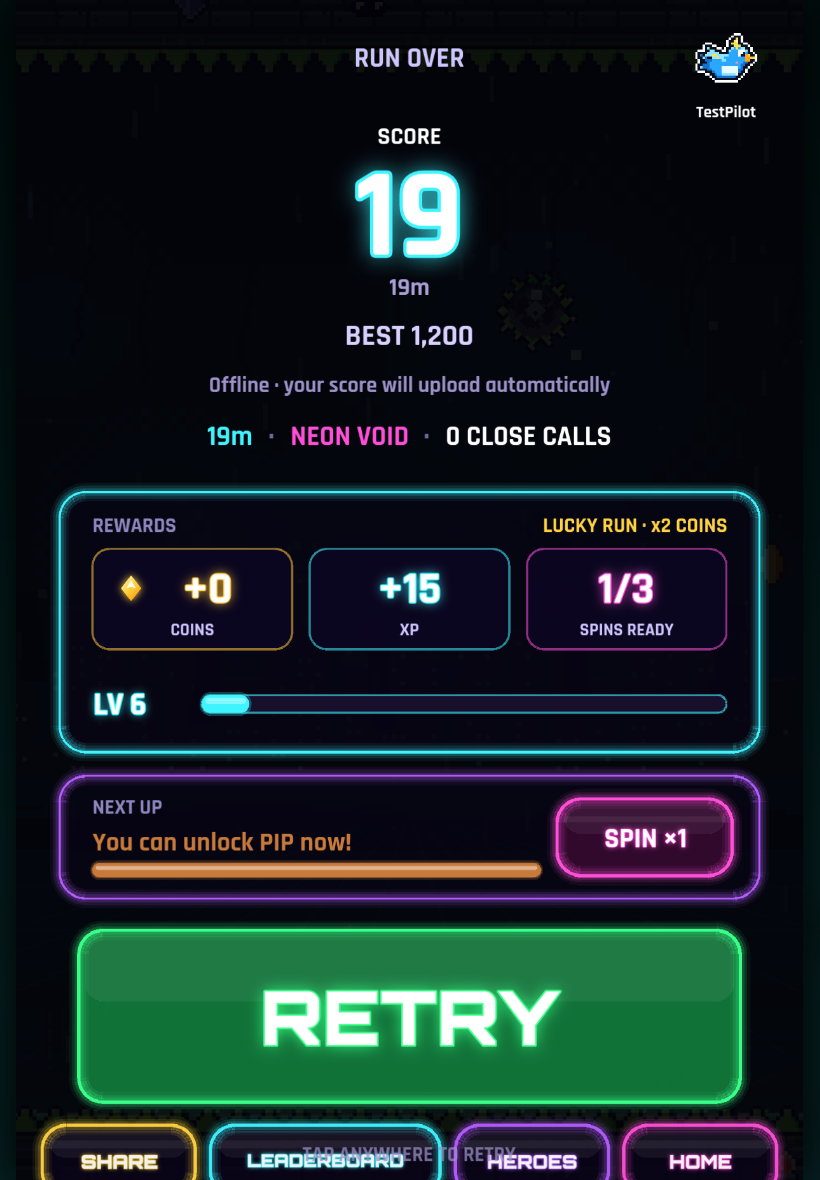 RUN OVER
TestPilot
SCORE
19
19m
BEST 1,200
Offline · your score will upload automatically
19m · NEON VOID · 0 CLOSE CALLS
REWARDS LUCKY RUN · x2 COINS
+0 +15 1/3
COINS XP SPINS READY
LV 6
NEXT UP
You can unlock PIP now!
SPIN ×1
RETRY
TAP ANYWHERE TO RETRY
SHARE LEADERBOARD HEROES HOME